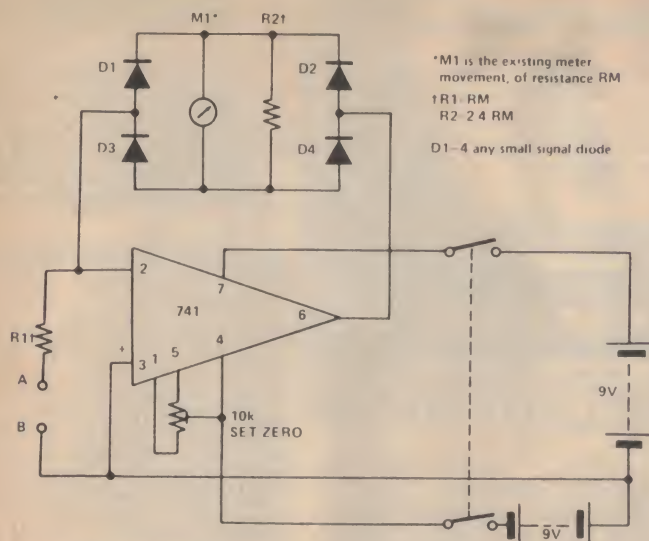 M1* R2†
D1 D2
D3 D4
*M1 is the existing meter
movement, of resistance RM
†R1=RM
R2=2.4 RM
D1–4 any small signal diode
2 7
741 6
R1†
+ 3 1 5 4
A
B
10k
SET ZERO
9V
9V